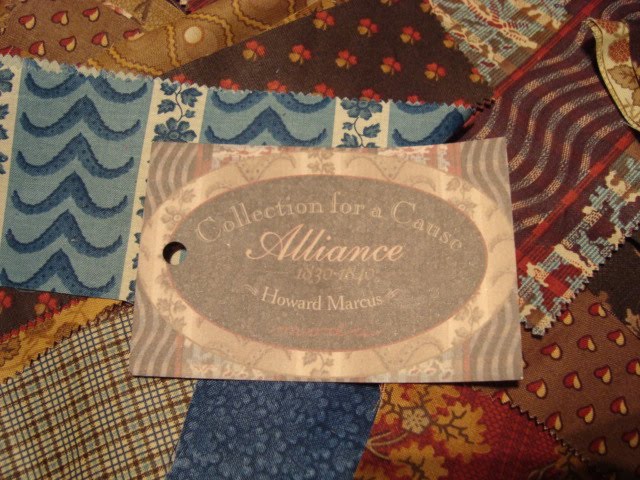 Collection for a Cause
Alliance
1830-1840
Howard Marcus